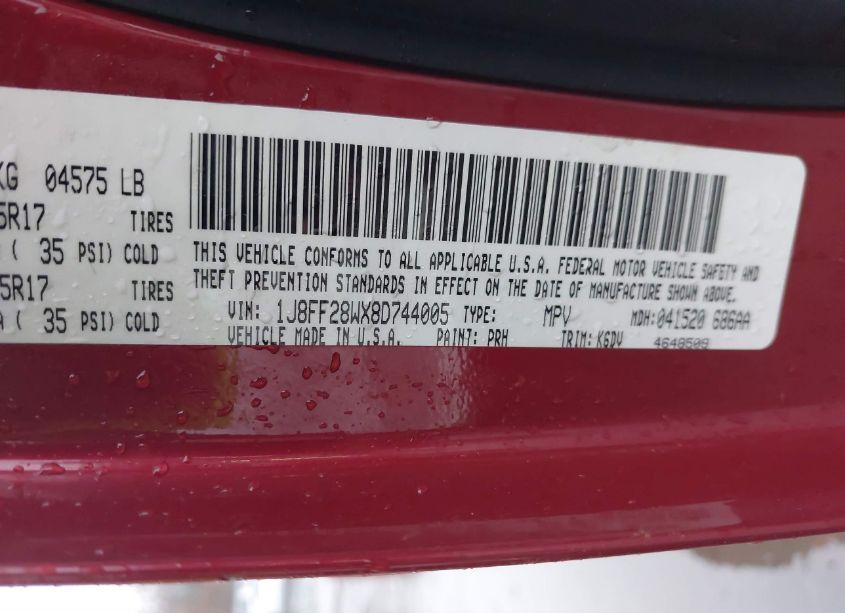 KG 04575 LB
5R17 TIRES
( 35 PSI) COLD
5R17 TIRES
A ( 35 PSI) COLD
THIS VEHICLE CONFORMS TO ALL APPLICABLE U.S.A. FEDERAL MOTOR VEHICLE SAFETY AND
THEFT PREVENTION STANDARDS IN EFFECT ON THE DATE OF MANUFACTURE SHOWN ABOVE.
VIN: 1J8FF28WX8D744005 TYPE: MPV MDH: 041520 686AA
VEHICLE MADE IN U.S.A. PAINT: PRH TRIM: K6DV 4648509